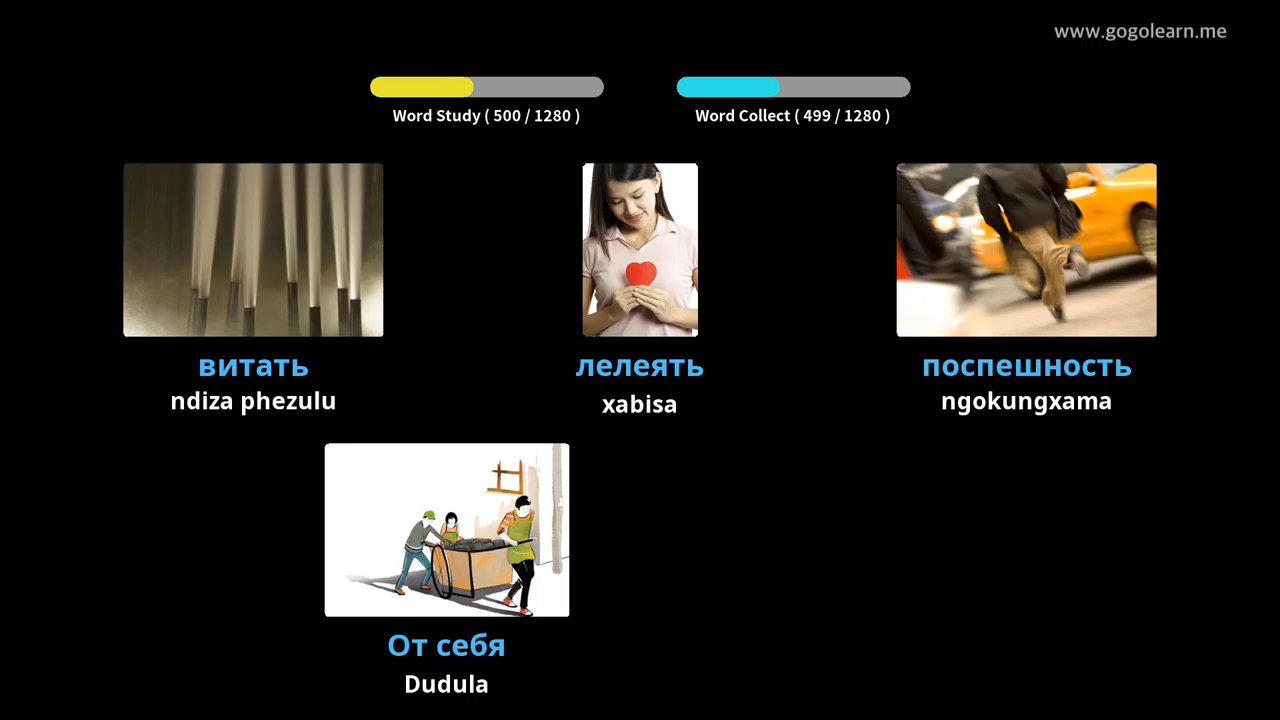 www.gogolearn.me
Word Study ( 500 / 1280 )
Word Collect ( 499 / 1280 )
витать
ndiza phezulu
лелеять
xabisa
поспешность
ngokungxama
От себя
Dudula